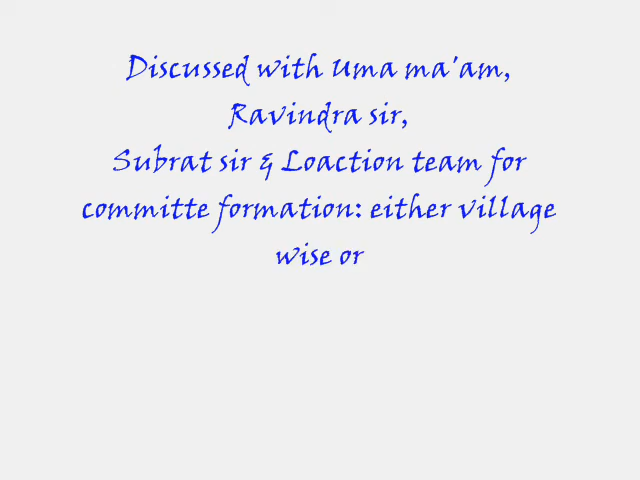 Discussed with Uma ma'am,
Ravindra sir,
Subrat sir & Loaction team for
committe formation: either village
wise or